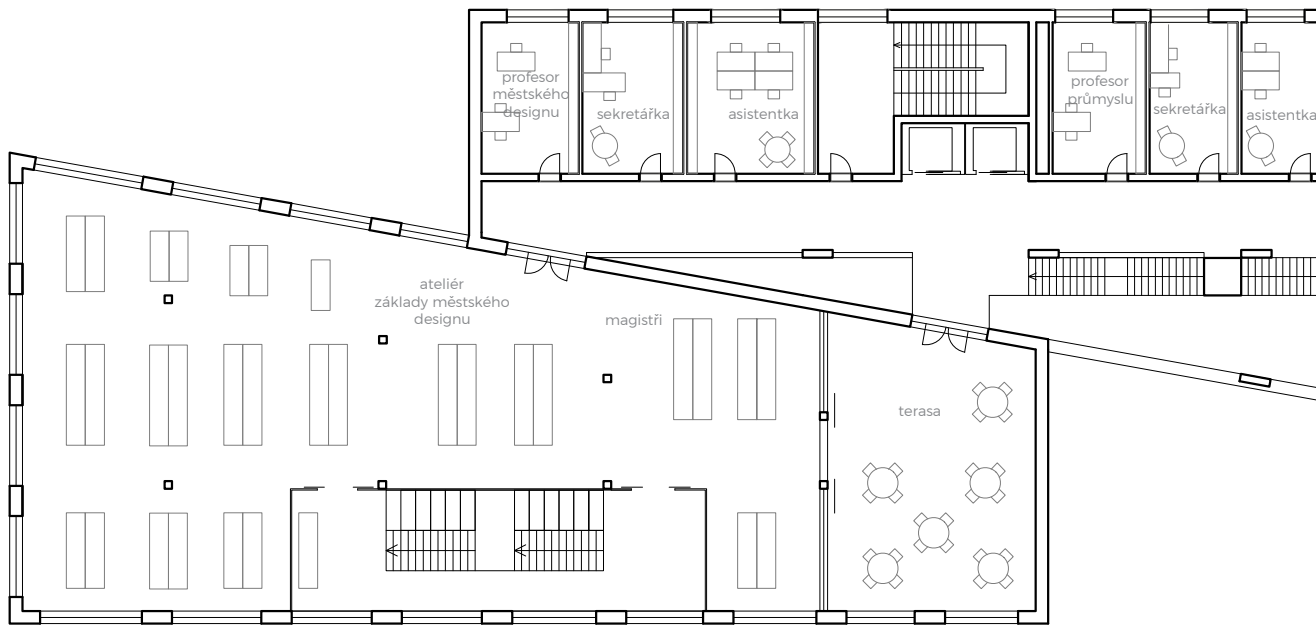 profesor
městského
designu
sekretářka
asistentka
profesor
průmyslu
sekretářka
asistentka
ateliér
základy městského
designu
magistři
terasa